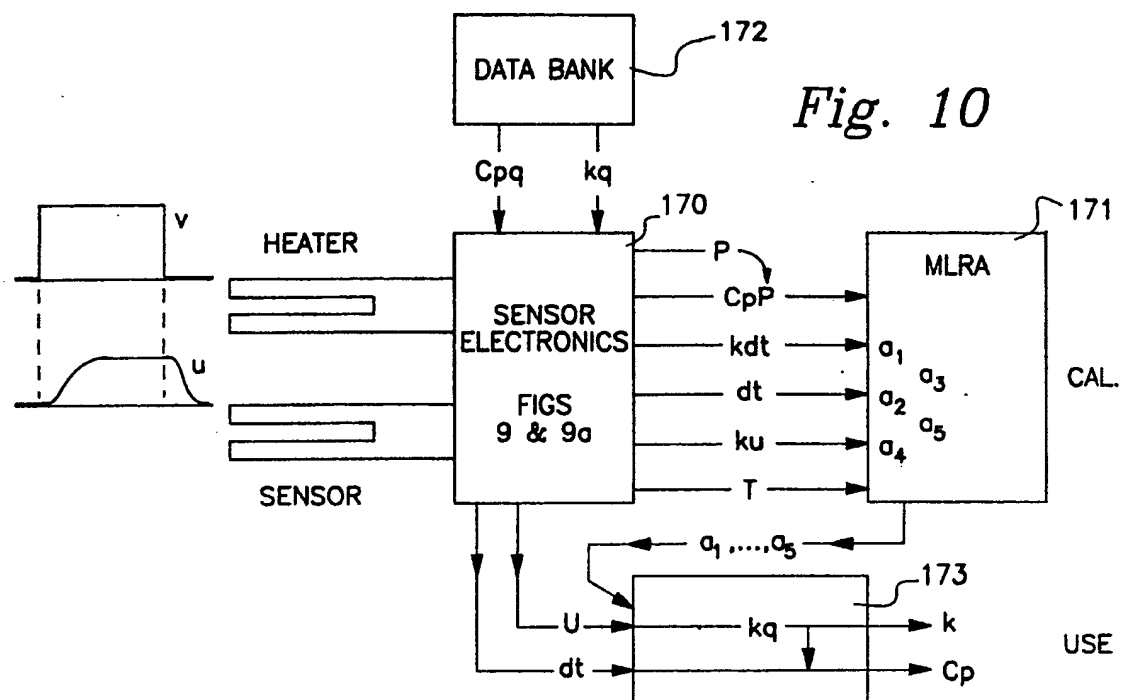 172
DATA BANK
Fig. 10
Cpq
kq
170
171
v
HEATER
P
MLRA
CpP
SENSOR
ELECTRONICS
kdt
a1
a3
CAL.
u
FIGS
9 & 9a
dt
a2
a5
ku
a4
SENSOR
T
a1,...,a5
173
U
kq
k
USE
dt
Cp